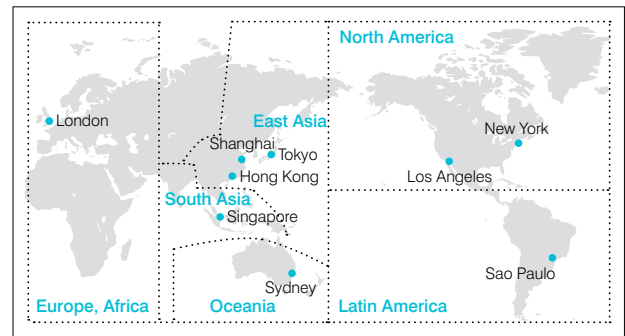 North America
London
East Asia
New York
Shanghai
Tokyo
Hong Kong
Los Angeles
South Asia
Singapore
Sydney
Sao Paulo
Europe, Africa
Oceania
Latin America